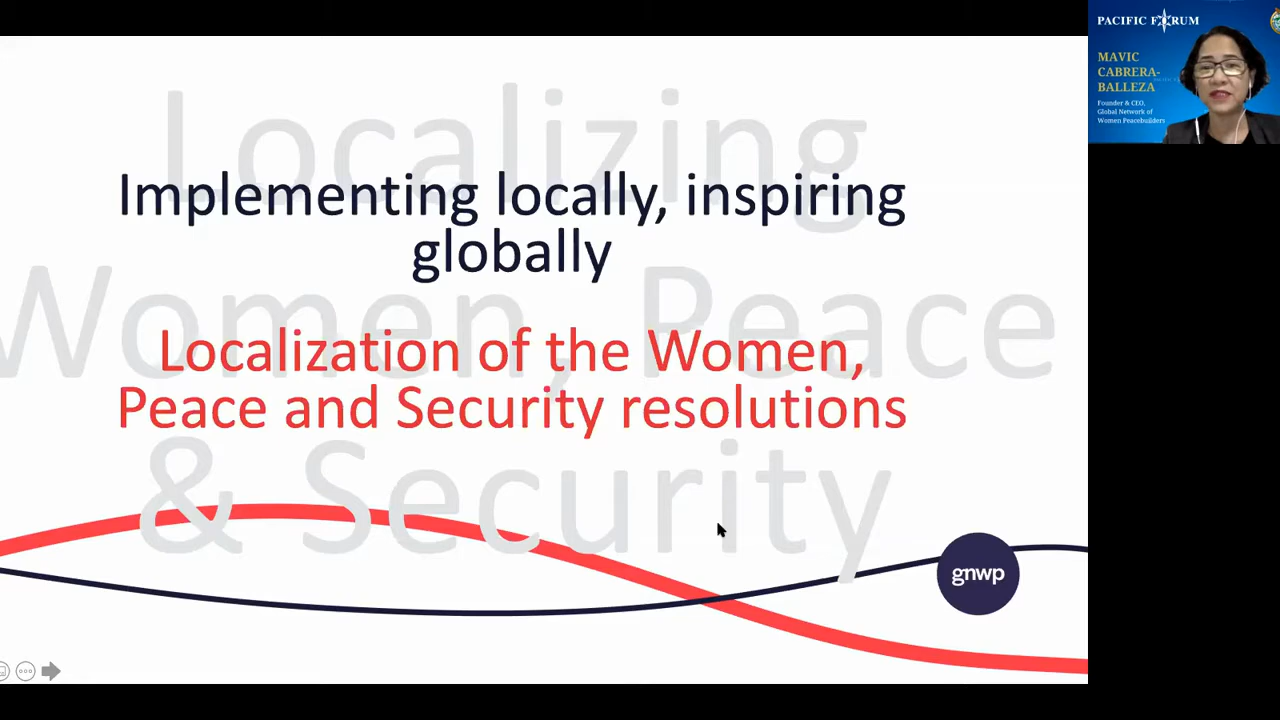 Localizing
Women, Peace
& Security
Implementing locally, inspiring
globally
Localization of the Women,
Peace and Security resolutions
gnwp
PACIFIC FORUM
MAVIC
CABRERA-
BALLEZA
Founder & CEO,
Global Network of
Women Peacebuilders